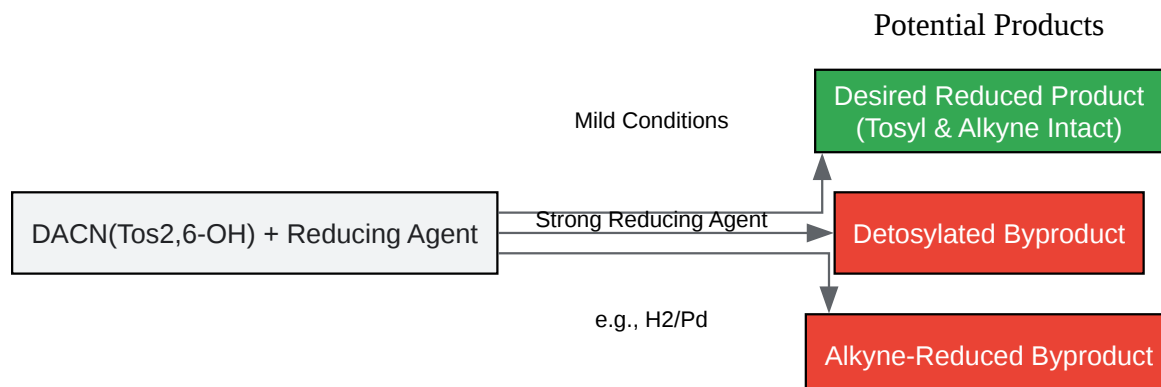 Potential Products
Desired Reduced Product
(Tosyl & Alkyne Intact)
Mild Conditions
DACN(Tos2,6-OH) + Reducing Agent
Strong Reducing Agent
Detosylated Byproduct
e.g., H2/Pd
Alkyne-Reduced Byproduct